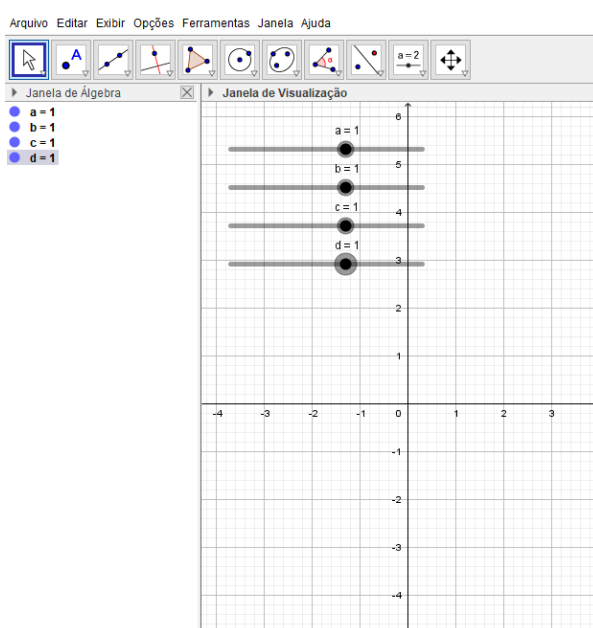 Arquivo Editar Exibir Opções Ferramentas Janela Ajuda
A
α
a=2
Janela de Álgebra
Janela de Visualização
a = 1
b = 1
c = 1
d = 1
a = 1
b = 1
c = 1
d = 1
6
5
4
3
2
1
-4 -3 -2 -1 0 1 2 3
-1
-2
-3
-4